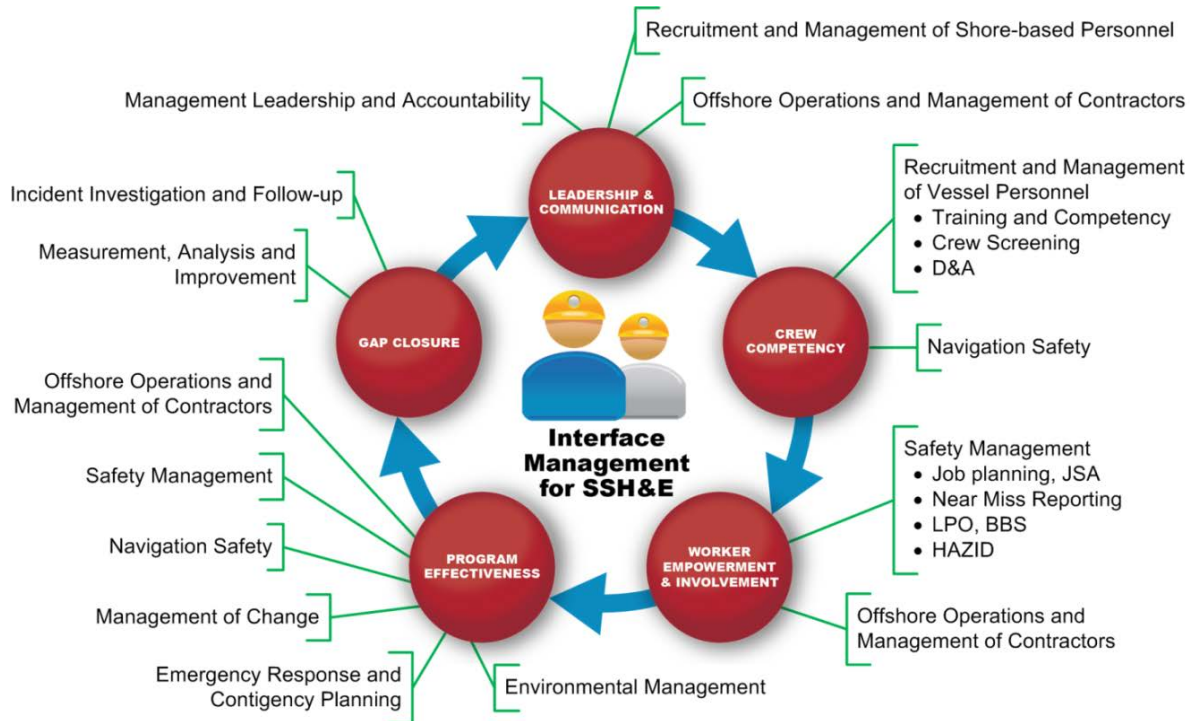 Recruitment and Management of Shore-based Personnel
Management Leadership and Accountability
Offshore Operations and Management of Contractors
LEADERSHIP &
COMMUNICATION
Recruitment and Management
of Vessel Personnel
• Training and Competency
• Crew Screening
• D&A
Incident Investigation and Follow-up
Measurement, Analysis and
Improvement
GAP CLOSURE
CREW
COMPETENCY
Navigation Safety
Interface
Management
for SSH&E
Offshore Operations and
Management of Contractors
Safety Management
Navigation Safety
Management of Change
Emergency Response and
Contigency Planning
Environmental Management
PROGRAM
EFFECTIVENESS
WORKER
EMPOWERMENT
& INVOLVEMENT
Safety Management
• Job planning, JSA
• Near Miss Reporting
• LPO, BBS
• HAZID
Offshore Operations and
Management of Contractors